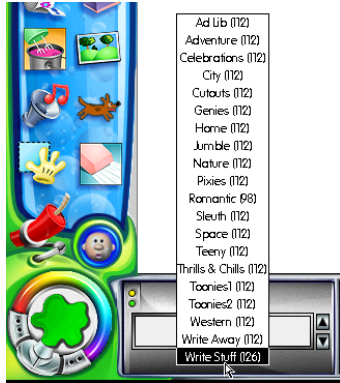 Ad Lib (112)
Adventure (112)
Celebrations (112)
City (112)
Cutouts (112)
Genies (112)
Home (112)
Jumble (112)
Nature (112)
Pixies (112)
Romantic (98)
Sleuth (112)
Space (112)
Teeny (112)
Thrills & Chills (112)
Toonies1 (112)
Toonies2 (112)
Western (112)
Write Away (112)
Write Stuff (126)